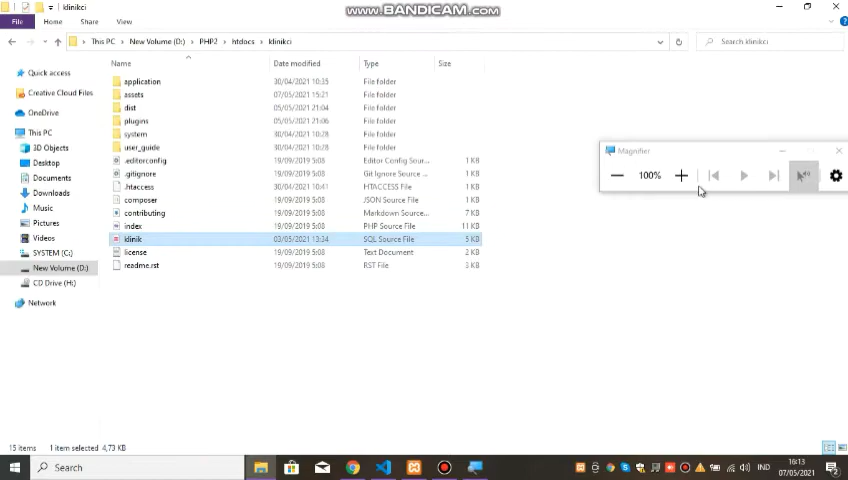 klinikci
www.BANDICAM.com
File Home Share View
This PC New Volume (D:) PHP2 htdocs klinikci
Search klinikci
Name Date modified Type Size
Quick access
Creative Cloud Files
OneDrive
This PC
3D Objects
Desktop
Documents
Downloads
Music
Pictures
Videos
SYSTEM (C:)
New Volume (D:)
CD Drive (H:)
Network
application 30/04/2021 10:35 File folder
assets 07/05/2021 15:21 File folder
dist 05/05/2021 21:04 File folder
plugins 05/05/2021 21:06 File folder
system 30/04/2021 10:28 File folder
user_guide 30/04/2021 10:28 File folder
.editorconfig 19/09/2019 5:08 Editor Config Sour... 1 KB
.gitignore 19/09/2019 5:08 Git Ignore Source ... 1 KB
.htaccess 30/04/2021 10:41 HTACCESS File 1 KB
composer 19/09/2019 5:08 JSON Source File 1 KB
contributing 19/09/2019 5:08 Markdown Source... 7 KB
index 19/09/2019 5:08 PHP Source File 11 KB
klinik 03/05/2021 13:34 SQL Source File 5 KB
license 19/09/2019 5:08 Text Document 2 KB
readme.rst 19/09/2019 5:08 RST File 3 KB
Magnifier
100%
15 items 1 item selected 4,73 KB
Search
IND
16:13
07/05/2021
2